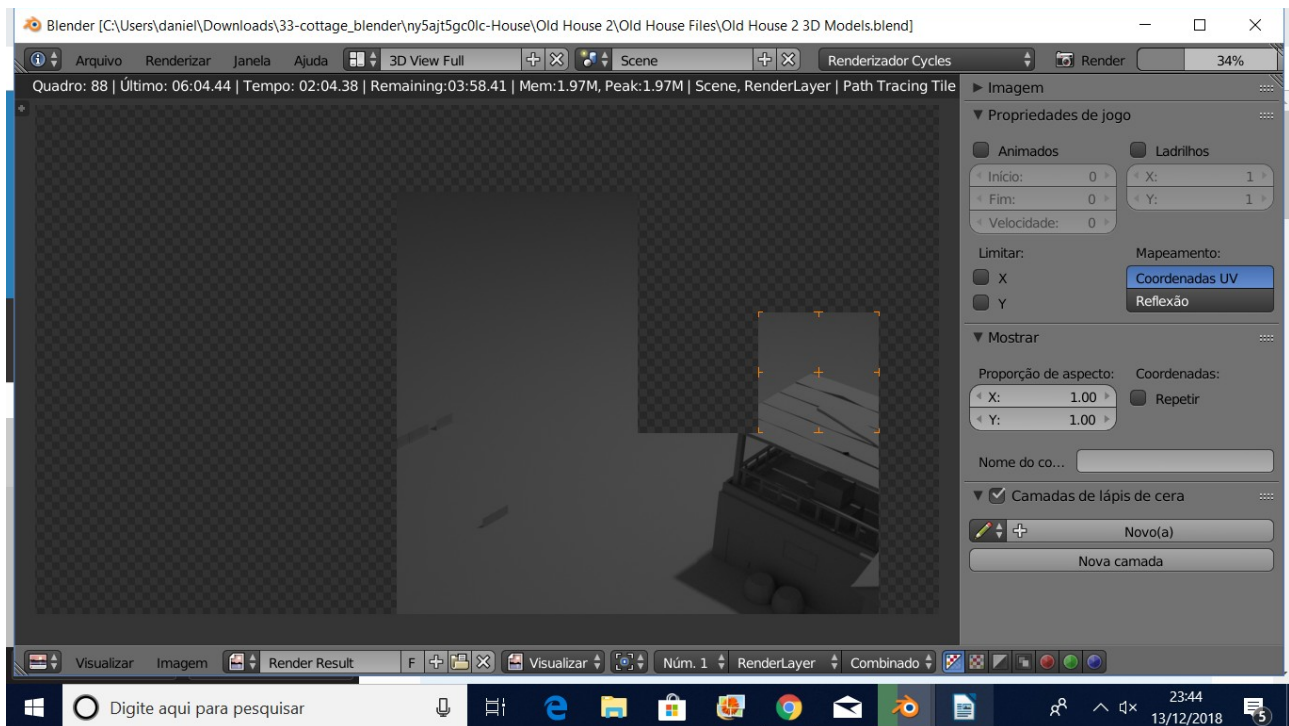 Blender [C:\Users\daniel\Downloads\33-cottage_blender\ny5ajt5gc0lc-House\Old House 2\Old House Files\Old House 2 3D Models.blend]
Arquivo Renderizar Janela Ajuda 3D View Full Scene Renderizador Cycles Render 34%
Quadro: 88 | Último: 06:04.44 | Tempo: 02:04.38 | Remaining:03:58.41 | Mem:1.97M, Peak:1.97M | Scene, RenderLayer | Path Tracing Tile
Imagem
Propriedades de jogo
Animados Ladrilhos
Início: 0 X: 1
Fim: 0 Y: 1
Velocidade: 0
Limitar: Mapeamento:
X Coordenadas UV
Y Reflexão
Mostrar
Proporção de aspecto: Coordenadas:
X: 1.00 Repetir
Y: 1.00
Nome do co...
Camadas de lápis de cera
Novo(a)
Nova camada
Visualizar Imagem Render Result F Visualizar Núm. 1 RenderLayer Combinado
Digite aqui para pesquisar
23:44
13/12/2018
5